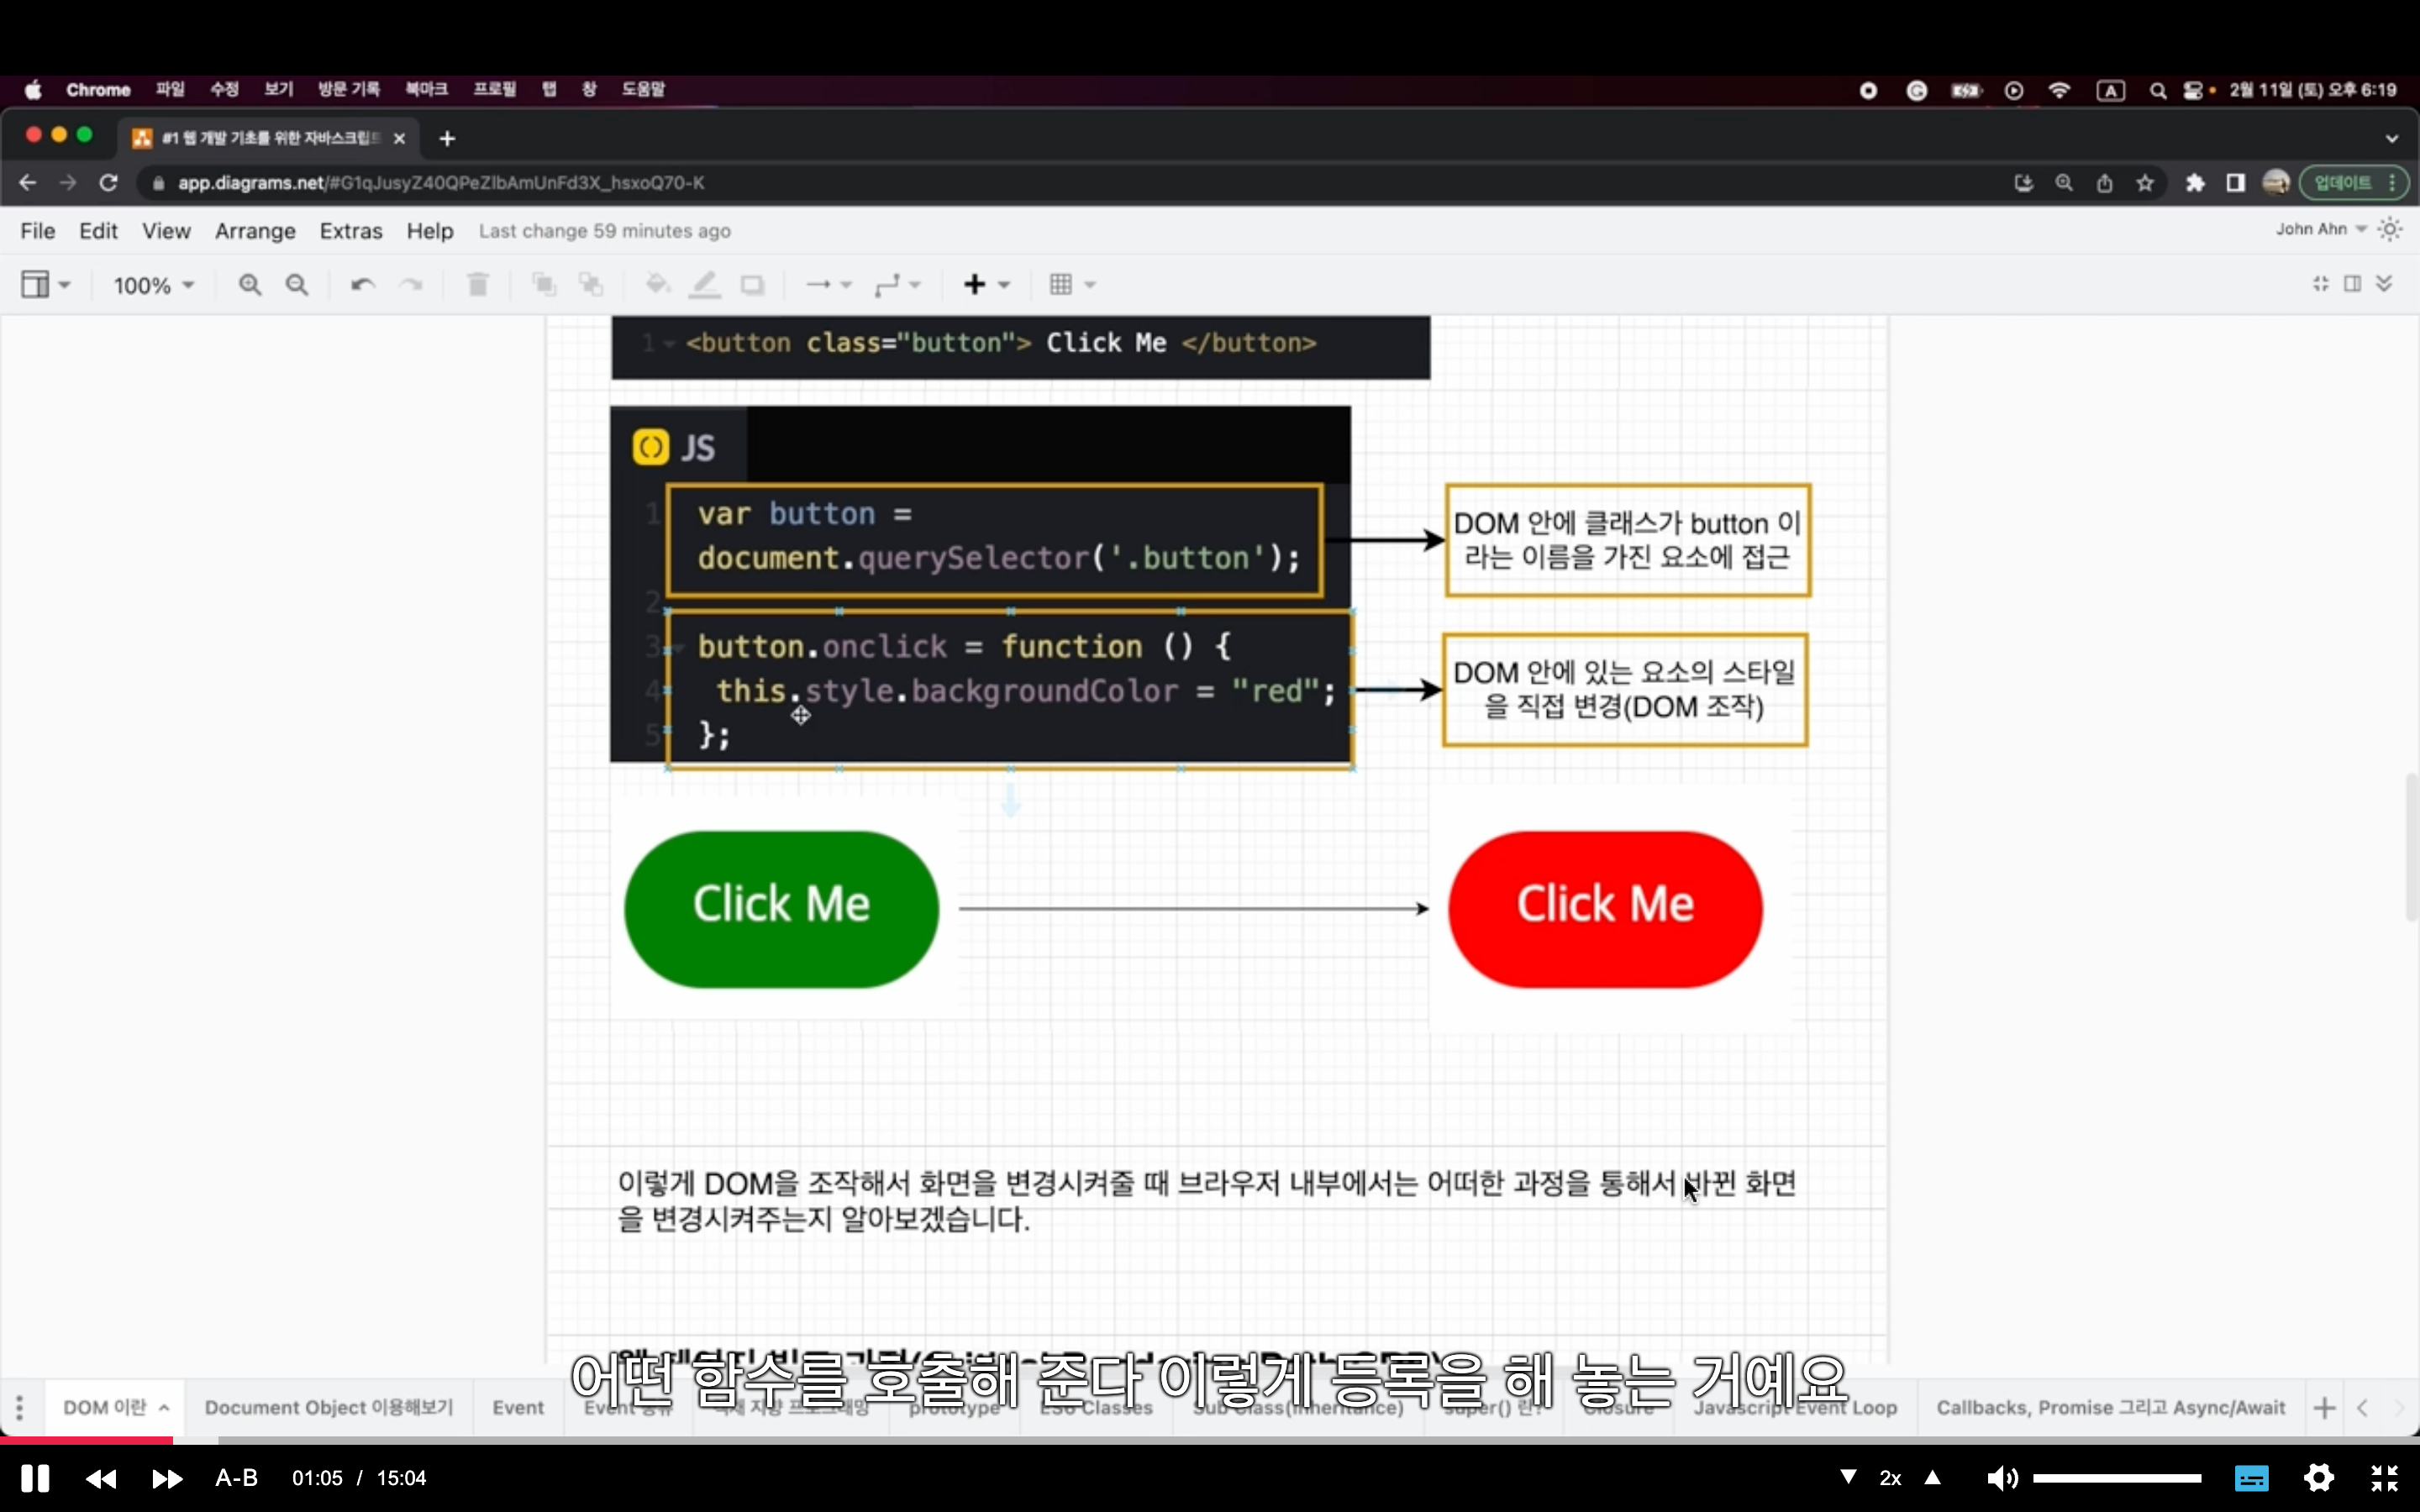 Chrome 파일 수정 보기 방문 기록 북마크 프로필 탭 창 도움말 A 2월 11일 (토) 오후 6:19
#1 웹 개발 기초를 위한 자바스크립트
app.diagrams.net/#G1qJusyZ40QPeZlbAmUnFd3X_hsxoQ70-K 업데이트
File Edit View Arrange Extras Help Last change 59 minutes ago John Ahn
100%
1 <button class="button"> Click Me </button>
JS
1 var button =
document.querySelector('.button');
2
3 button.onclick = function () {
4 this.style.backgroundColor = "red";
5 };
DOM 안에 클래스가 button 이
라는 이름을 가진 요소에 접근
DOM 안에 있는 요소의 스타일
을 직접 변경(DOM 조작)
Click Me
Click Me
이렇게 DOM을 조작해서 화면을 변경시켜줄 때 브라우저 내부에서는 어떠한 과정을 통해서 바뀐 화면
을 변경시켜주는지 알아보겠습니다.
어떤 함수를 호출해 준다 이렇게 등록을 해 놓는 거예요
DOM 이란 Document Object 이용해보기 Event Event 종류 객체 지향 프로그래밍 prototype ES6 Classes Sub Class(Inheritance) super() 란? Closure Javascript Event Loop Callbacks, Promise 그리고 Async/Await
A-B 01:05 / 15:04 2x